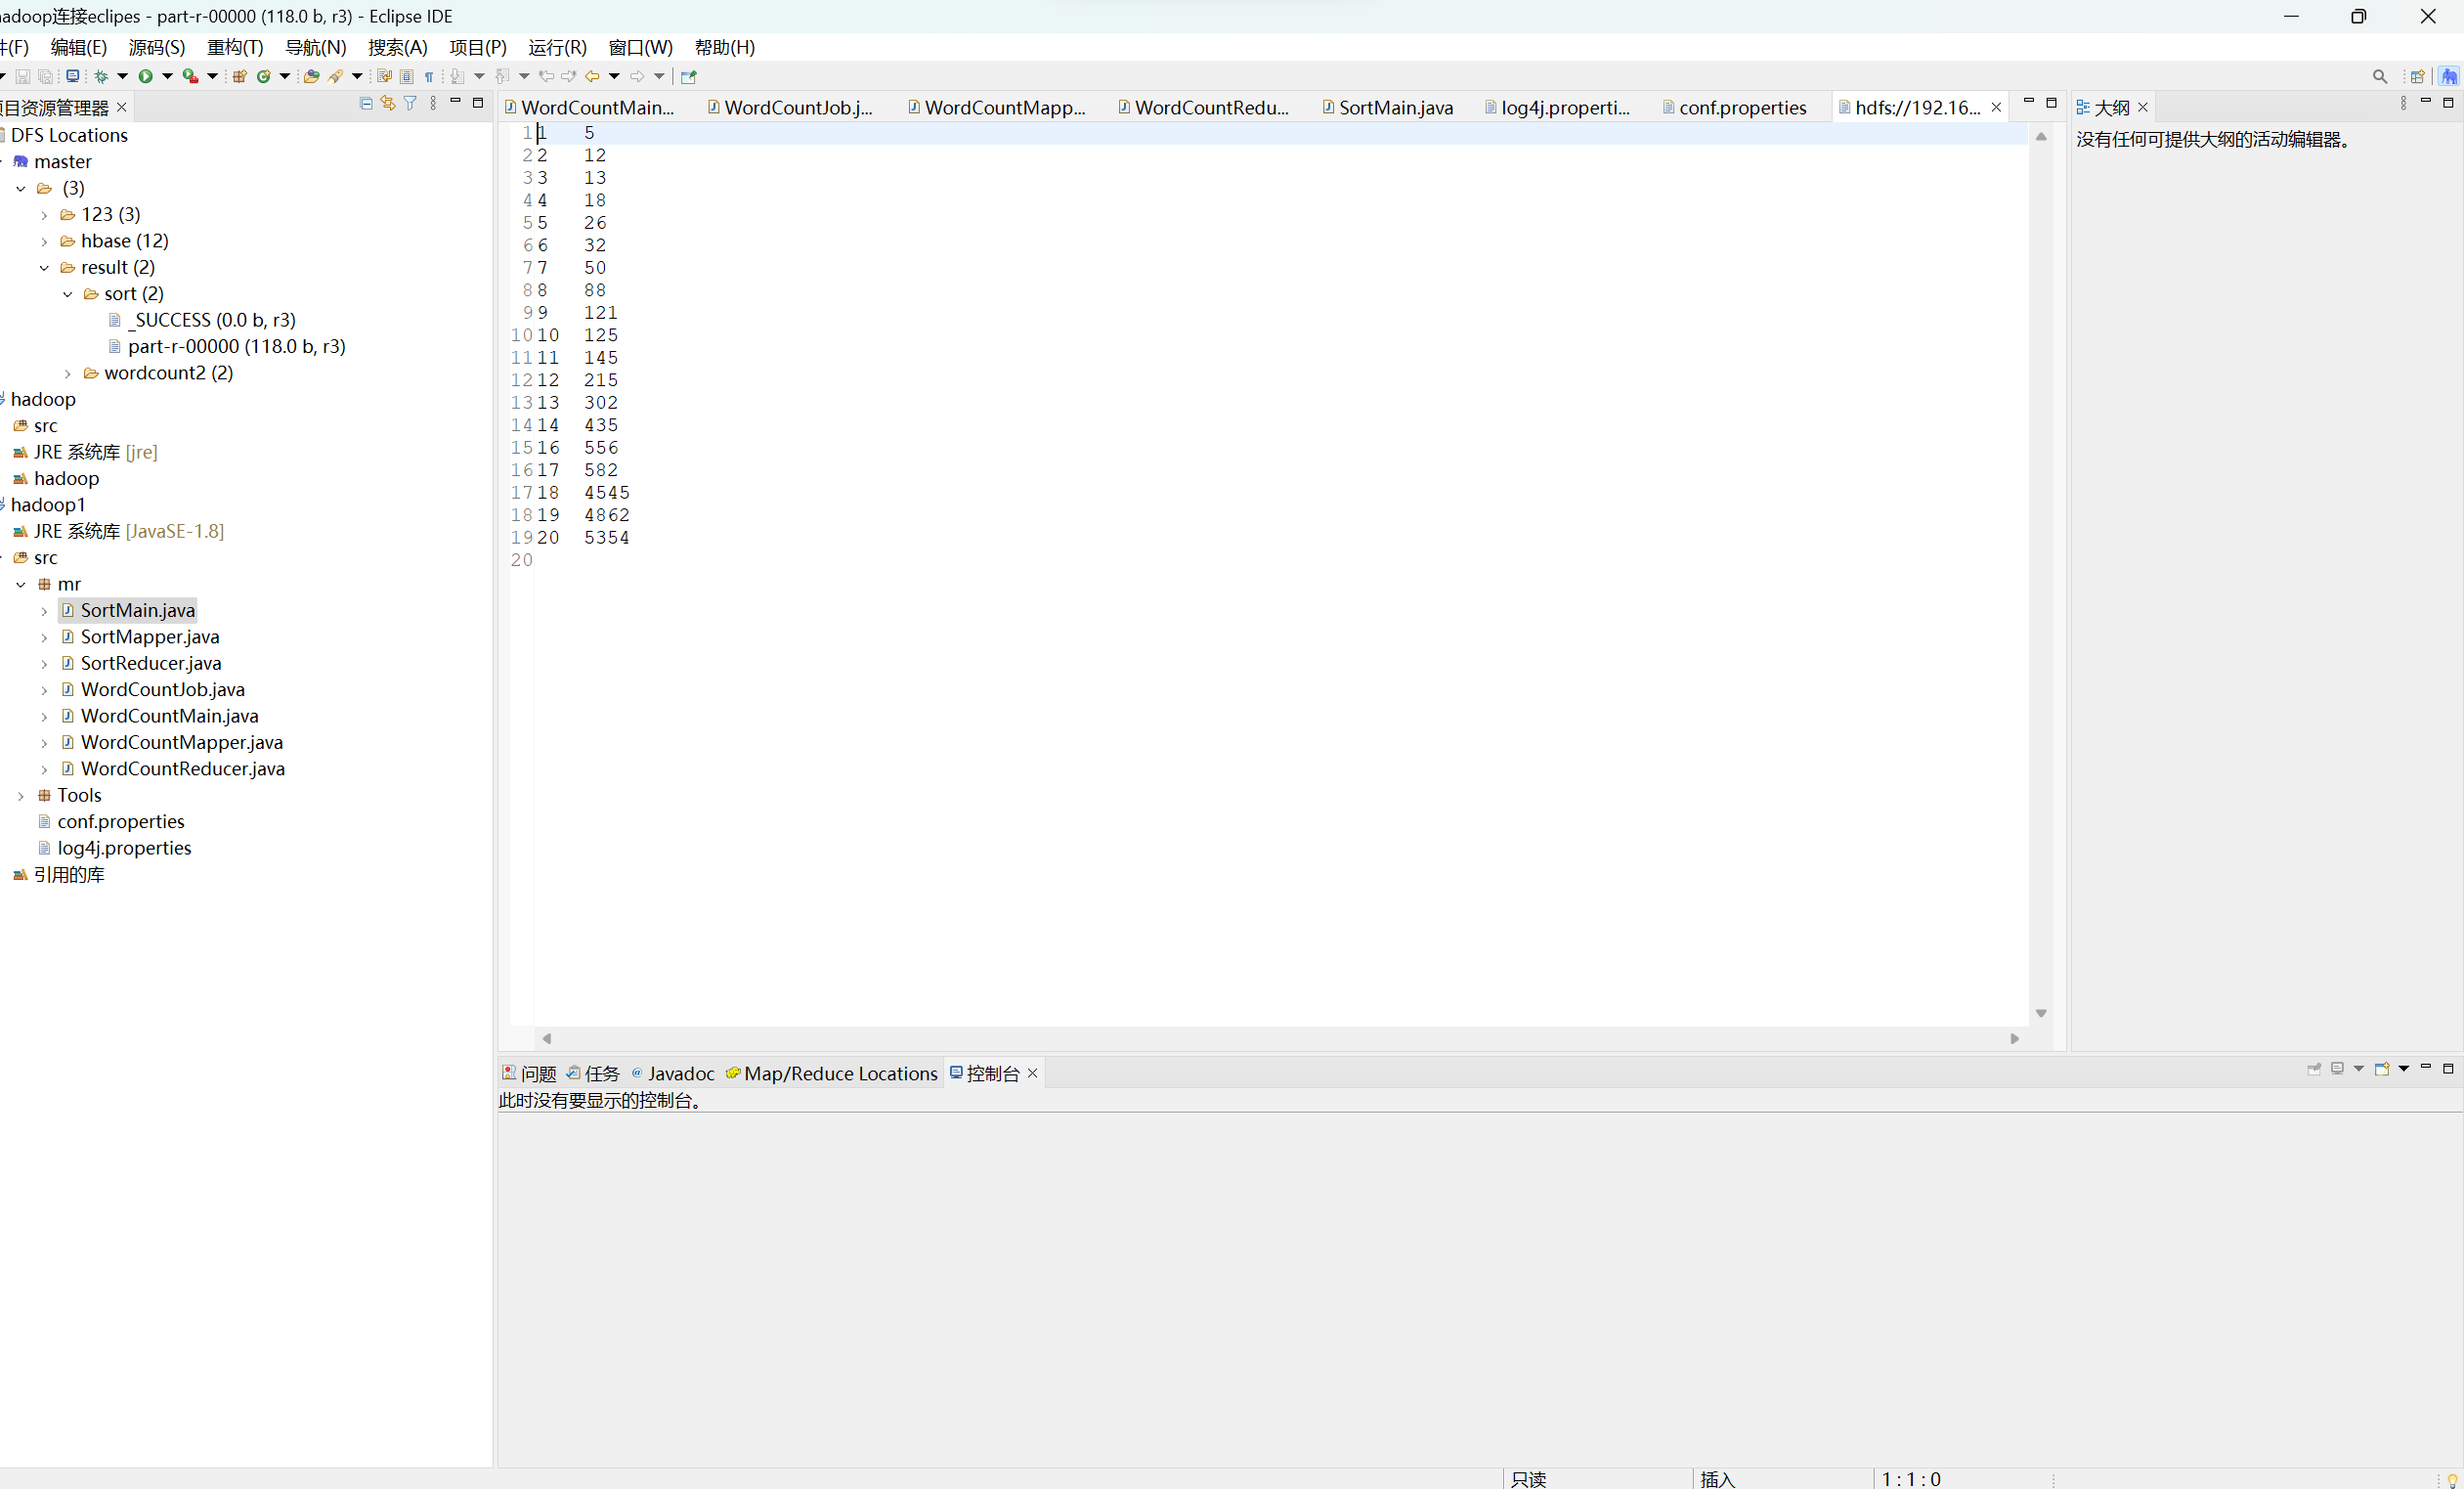 adoop连接eclipes - part-r-00000 (118.0 b, r3) - Eclipse IDE
件(F) 编辑(E) 源码(S) 重构(T) 导航(N) 搜索(A) 项目(P) 运行(R) 窗口(W) 帮助(H)
项目资源管理器
DFS Locations
master
(3)
123 (3)
hbase (12)
result (2)
sort (2)
_SUCCESS (0.0 b, r3)
part-r-00000 (118.0 b, r3)
wordcount2 (2)
hadoop
src
JRE 系统库 [jre]
hadoop
hadoop1
JRE 系统库 [JavaSE-1.8]
src
mr
SortMain.java
SortMapper.java
SortReducer.java
WordCountJob.java
WordCountMain.java
WordCountMapper.java
WordCountReducer.java
Tools
conf.properties
log4j.properties
引用的库
WordCountMain... WordCountJob.j... WordCountMapp... WordCountRedu... SortMain.java log4j.properti... conf.properties hdfs://192.16...
1 1 5
2 2 12
3 3 13
4 4 18
5 5 26
6 6 32
7 7 50
8 8 88
9 9 121
10 10 125
11 11 145
12 12 215
13 13 302
14 14 435
15 16 556
16 17 582
17 18 4545
18 19 4862
19 20 5354
20
大纲
没有任何可提供大纲的活动编辑器。
问题 任务 @ Javadoc Map/Reduce Locations 控制台
此时没有要显示的控制台。
只读 插入 1 : 1 : 0